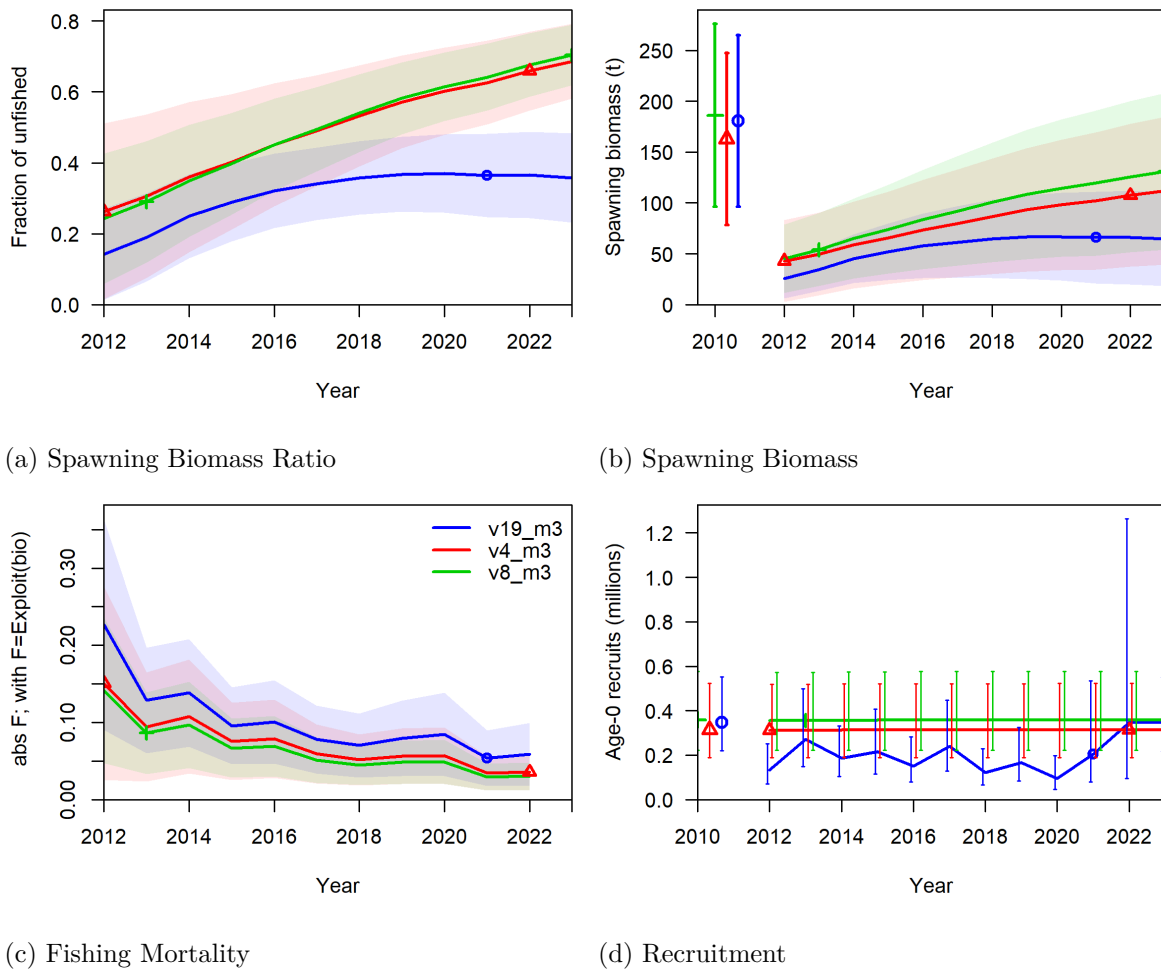 0.8
0.6
0.4
0.2
0.0
Fraction of unfished
2012 2014 2016 2018 2020 2022
Year
(a) Spawning Biomass Ratio
250
200
150
100
50
0
Spawning biomass (t)
2010 2012 2014 2016 2018 2020 2022
Year
(b) Spawning Biomass
0.30
0.20
0.10
0.00
abs F; with F=Exploit(bio)
v19_m3
v4_m3
v8_m3
2012 2014 2016 2018 2020 2022
Year
(c) Fishing Mortality
1.2
1.0
0.8
0.6
0.4
0.2
0.0
Age-0 recruits (millions)
2010 2012 2014 2016 2018 2020 2022
Year
(d) Recruitment